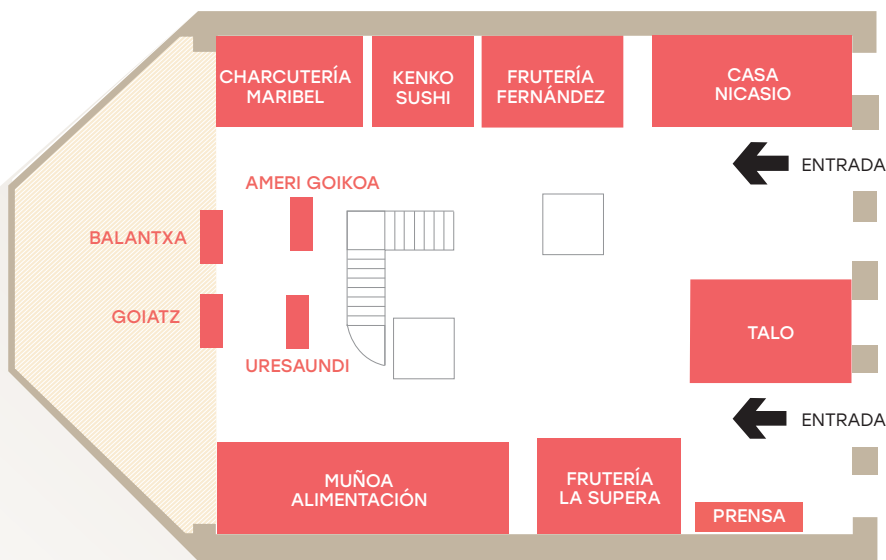 CHARCUTERÍA
MARIBEL
KENKO
SUSHI
FRUTERÍA
FERNÁNDEZ
CASA
NICASIO
ENTRADA
AMERI GOIKOA
BALANTXA
GOIATZ
URESAUNDI
TALO
ENTRADA
MUÑOA
ALIMENTACIÓN
FRUTERÍA
LA SUPERA
PRENSA